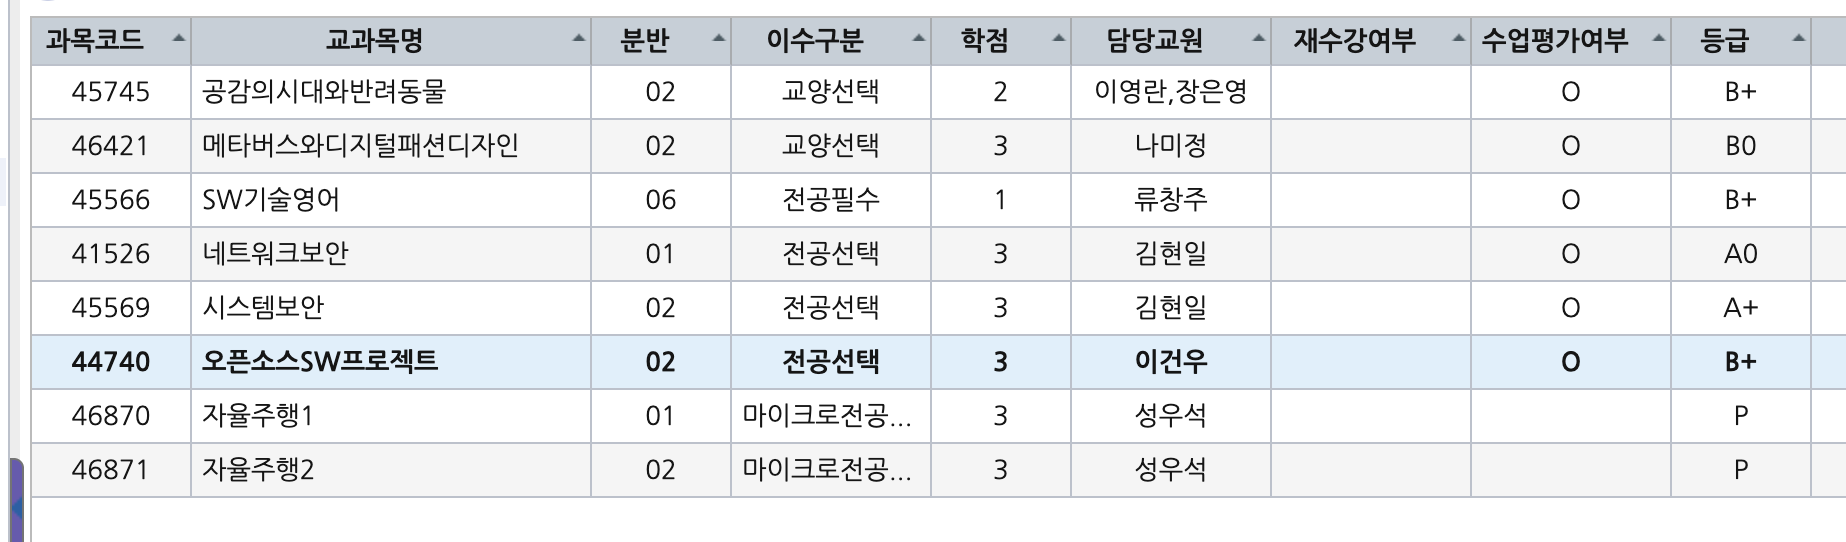 과목코드 교과목명 분반 이수구분 학점 담당교원 재수강여부 수업평가여부 등급
45745 공감의시대와반려동물 02 교양선택 2 이영란,장은영 O B+
46421 메타버스와디지털패션디자인 02 교양선택 3 나미정 O B0
45566 SW기술영어 06 전공필수 1 류창주 O B+
41526 네트워크보안 01 전공선택 3 김현일 O A0
45569 시스템보안 02 전공선택 3 김현일 O A+
44740 오픈소스SW프로젝트 02 전공선택 3 이건우 O B+
46870 자율주행1 01 마이크로전공... 3 성우석 P
46871 자율주행2 02 마이크로전공... 3 성우석 P